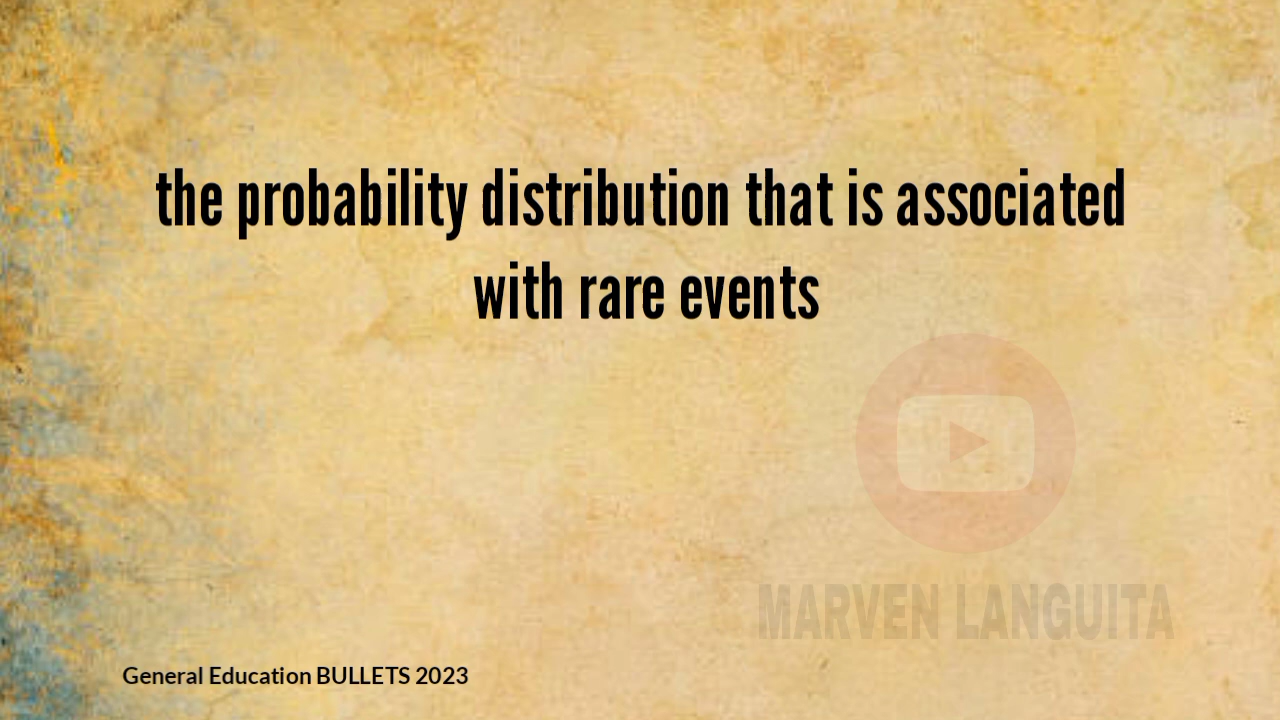 the probability distribution that is associated
with rare events
MARVEN LANGUITA
General Education BULLETS 2023